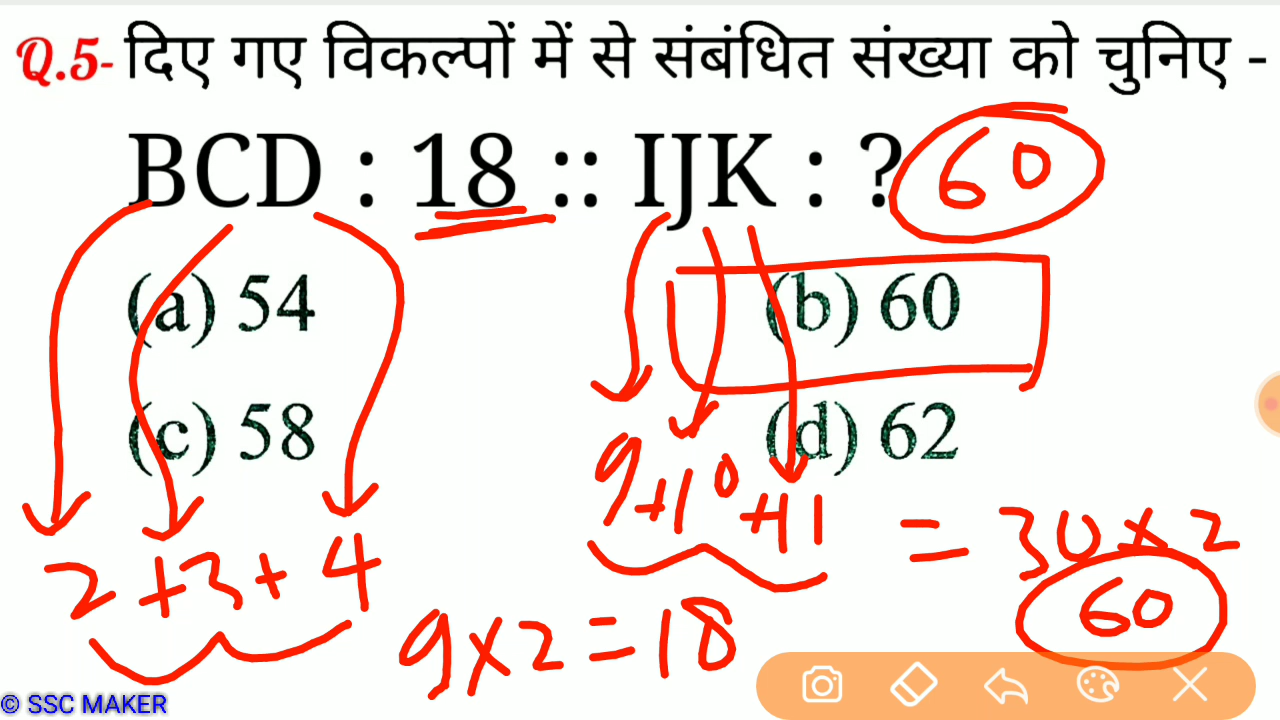 Q.5- दिए गए विकल्पों में से संबंधित संख्या को चुनिए -
BCD : 18 :: IJK : ? 60
(a) 54 (b) 60
(c) 58 (d) 62
9+10+11 = 30×2
2+3+4 60
9×2=18
© SSC MAKER